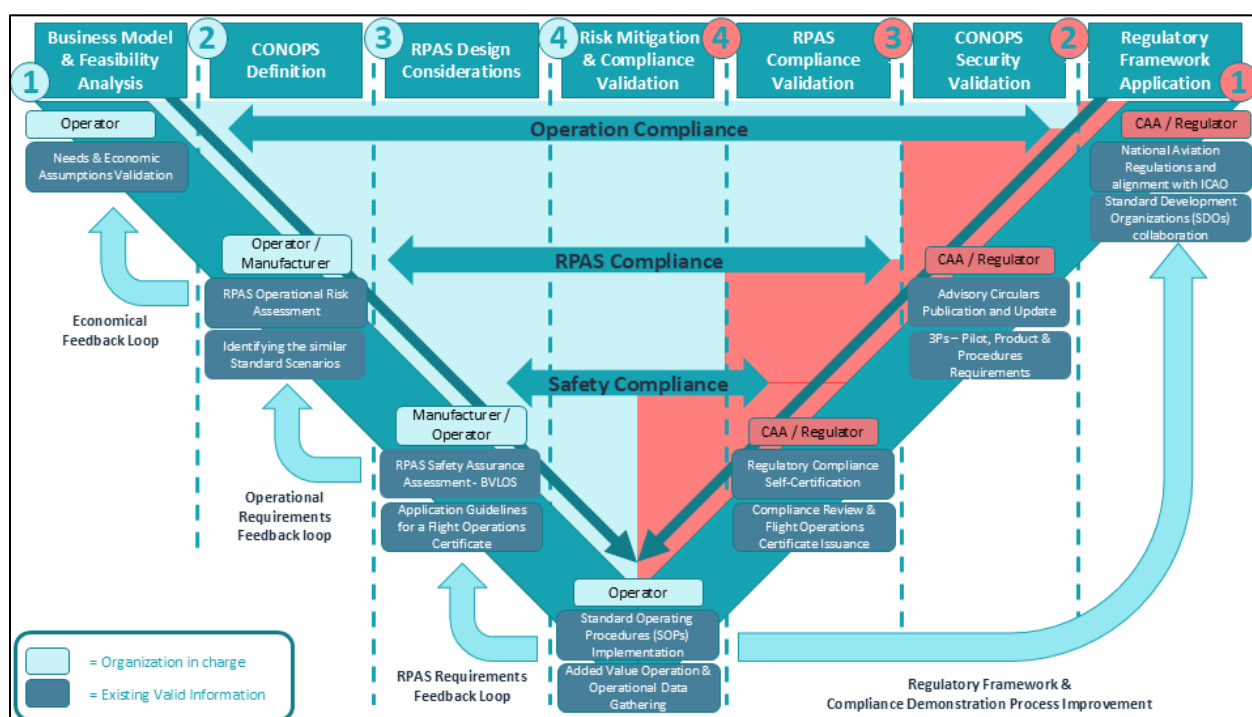 Business Model
& Feasibility
Analysis
1
2
CONOPS
Definition
3
RPAS Design
Considerations
4
Risk Mitigation
& Compliance
Validation
4
RPAS
Compliance
Validation
3
CONOPS
Security
Validation
2
Regulatory
Framework
Application
1
Operator
Needs & Economic
Assumptions Validation
Operation Compliance
CAA / Regulator
National Aviation
Regulations and
alignment with ICAO
Standard Development
Organizations (SDOs)
collaboration
Economical
Feedback Loop
Operator /
Manufacturer
RPAS Operational Risk
Assessment
Identifying the similar
Standard Scenarios
RPAS Compliance
CAA / Regulator
Advisory Circulars
Publication and Update
3Ps – Pilot, Product &
Procedures
Requirements
Safety Compliance
Operational
Requirements
Feedback loop
Manufacturer /
Operator
RPAS Safety Assurance
Assessment - BVLOS
Application Guidelines
for a Flight Operations
Certificate
CAA / Regulator
Regulatory Compliance
Self-Certification
Compliance Review &
Flight Operations
Certificate Issuance
RPAS Requirements
Feedback Loop
Operator
Standard Operating
Procedures (SOPs)
Implementation
Added Value Operation &
Operational Data
Gathering
Regulatory Framework &
Compliance Demonstration Process Improvement
= Organization in charge
= Existing Valid Information